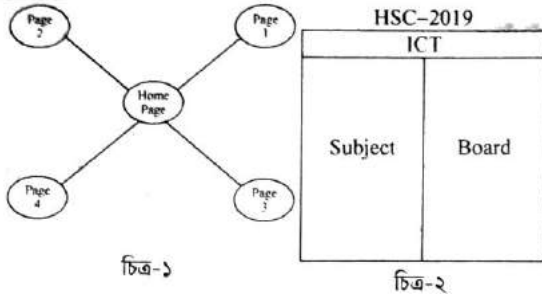 Page
2
Page
1
Home
Page
Page
4
Page
3
চিত্র-১
HSC–2019
ICT
Subject
Board
চিত্র-২